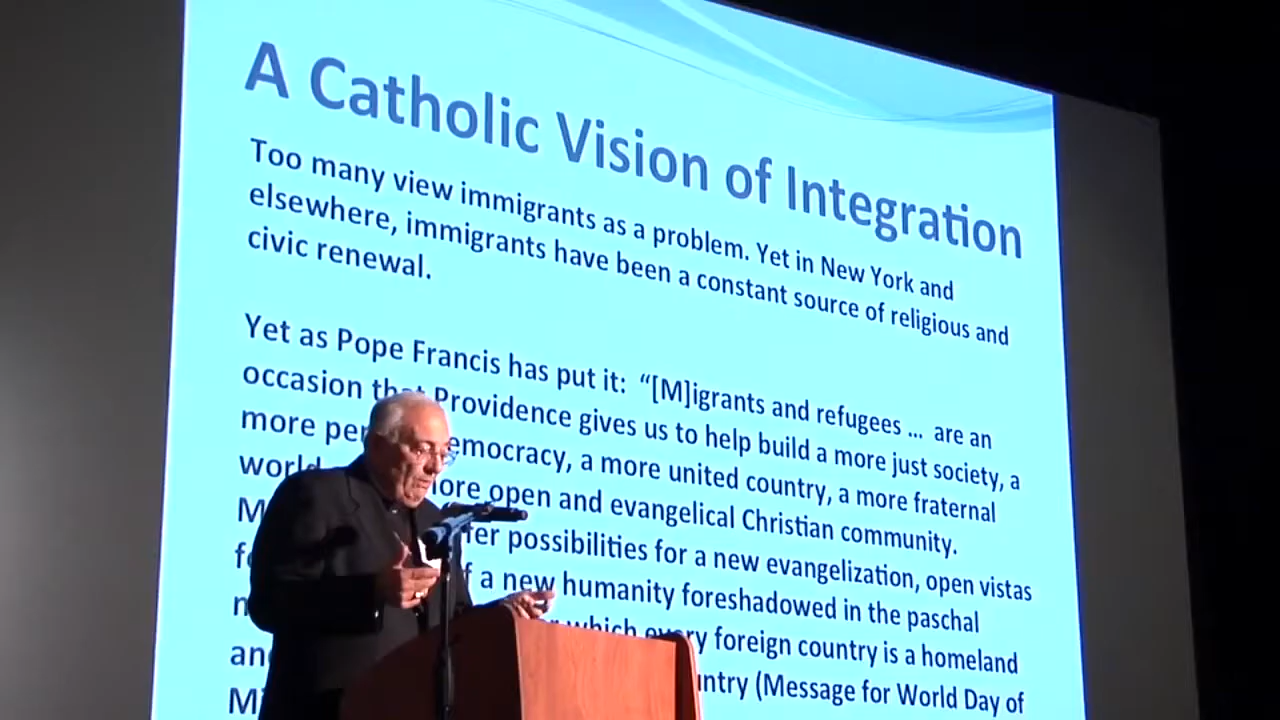 A Catholic Vision of Integration
Too many view immigrants as a problem. Yet in New York and
elsewhere, immigrants have been a constant source of religious and
civic renewal.
Yet as Pope Francis has put it: “[M]igrants and refugees ... are an
occasion that Providence gives us to help build a more just society, a
more democracy, a more united country, a more fraternal
world more open and evangelical Christian community.
possibilities for a new evangelization, open vistas
a new humanity foreshadowed in the paschal
which every foreign country is a homeland
(Message for World Day of